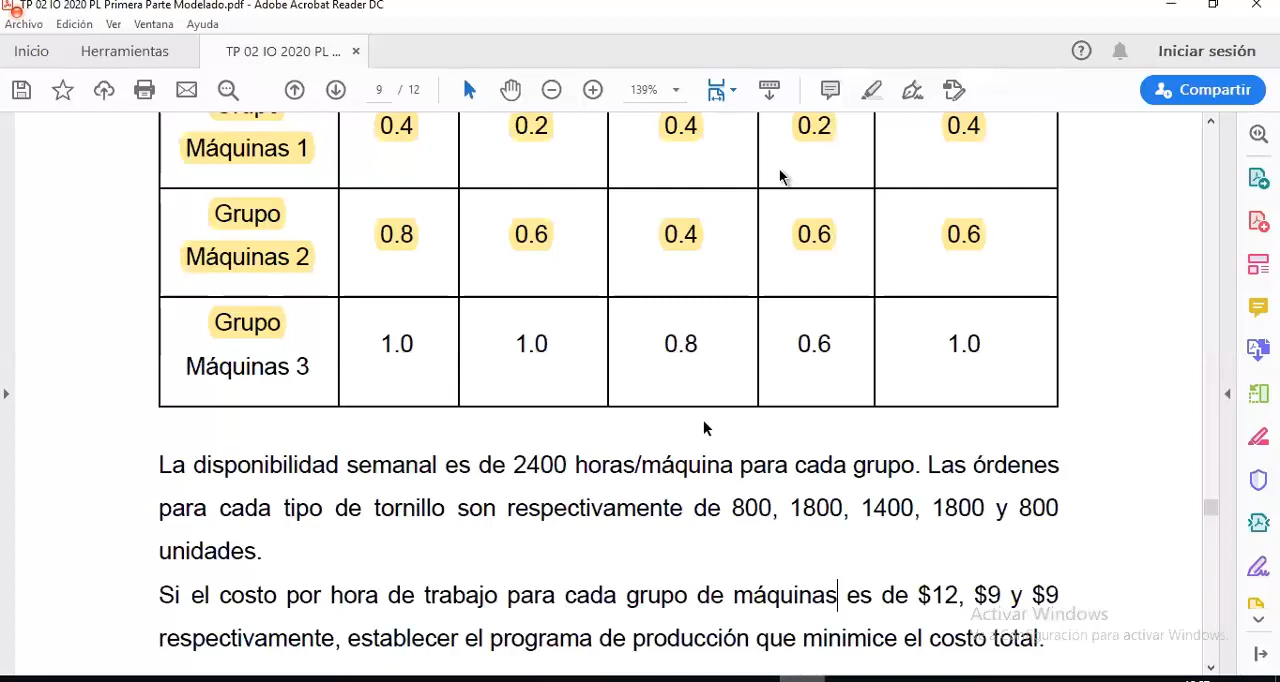 TP 02 IO 2020 PL Primera Parte Modelado.pdf - Adobe Acrobat Reader DC
Archivo Edición Ver Ventana Ayuda
Inicio Herramientas TP 02 IO 2020 PL ... × Iniciar sesión
9 / 12 139% Compartir
Grupo
Máquinas 1 0.4 0.2 0.4 0.2 0.4
Grupo
Máquinas 2 0.8 0.6 0.4 0.6 0.6
Grupo
Máquinas 3 1.0 1.0 0.8 0.6 1.0
La disponibilidad semanal es de 2400 horas/máquina para cada grupo. Las órdenes
para cada tipo de tornillo son respectivamente de 800, 1800, 1400, 1800 y 800
unidades.
Si el costo por hora de trabajo para cada grupo de máquinas es de $12, $9 y $9
Activar Windows
respectivamente, establecer el programa de producción que minimice el costo total.
Configuración para activar Windows.